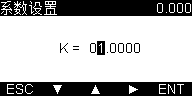 系数设置 0.000
K = 01.0000
ESC ▼ ▲ ► ENT